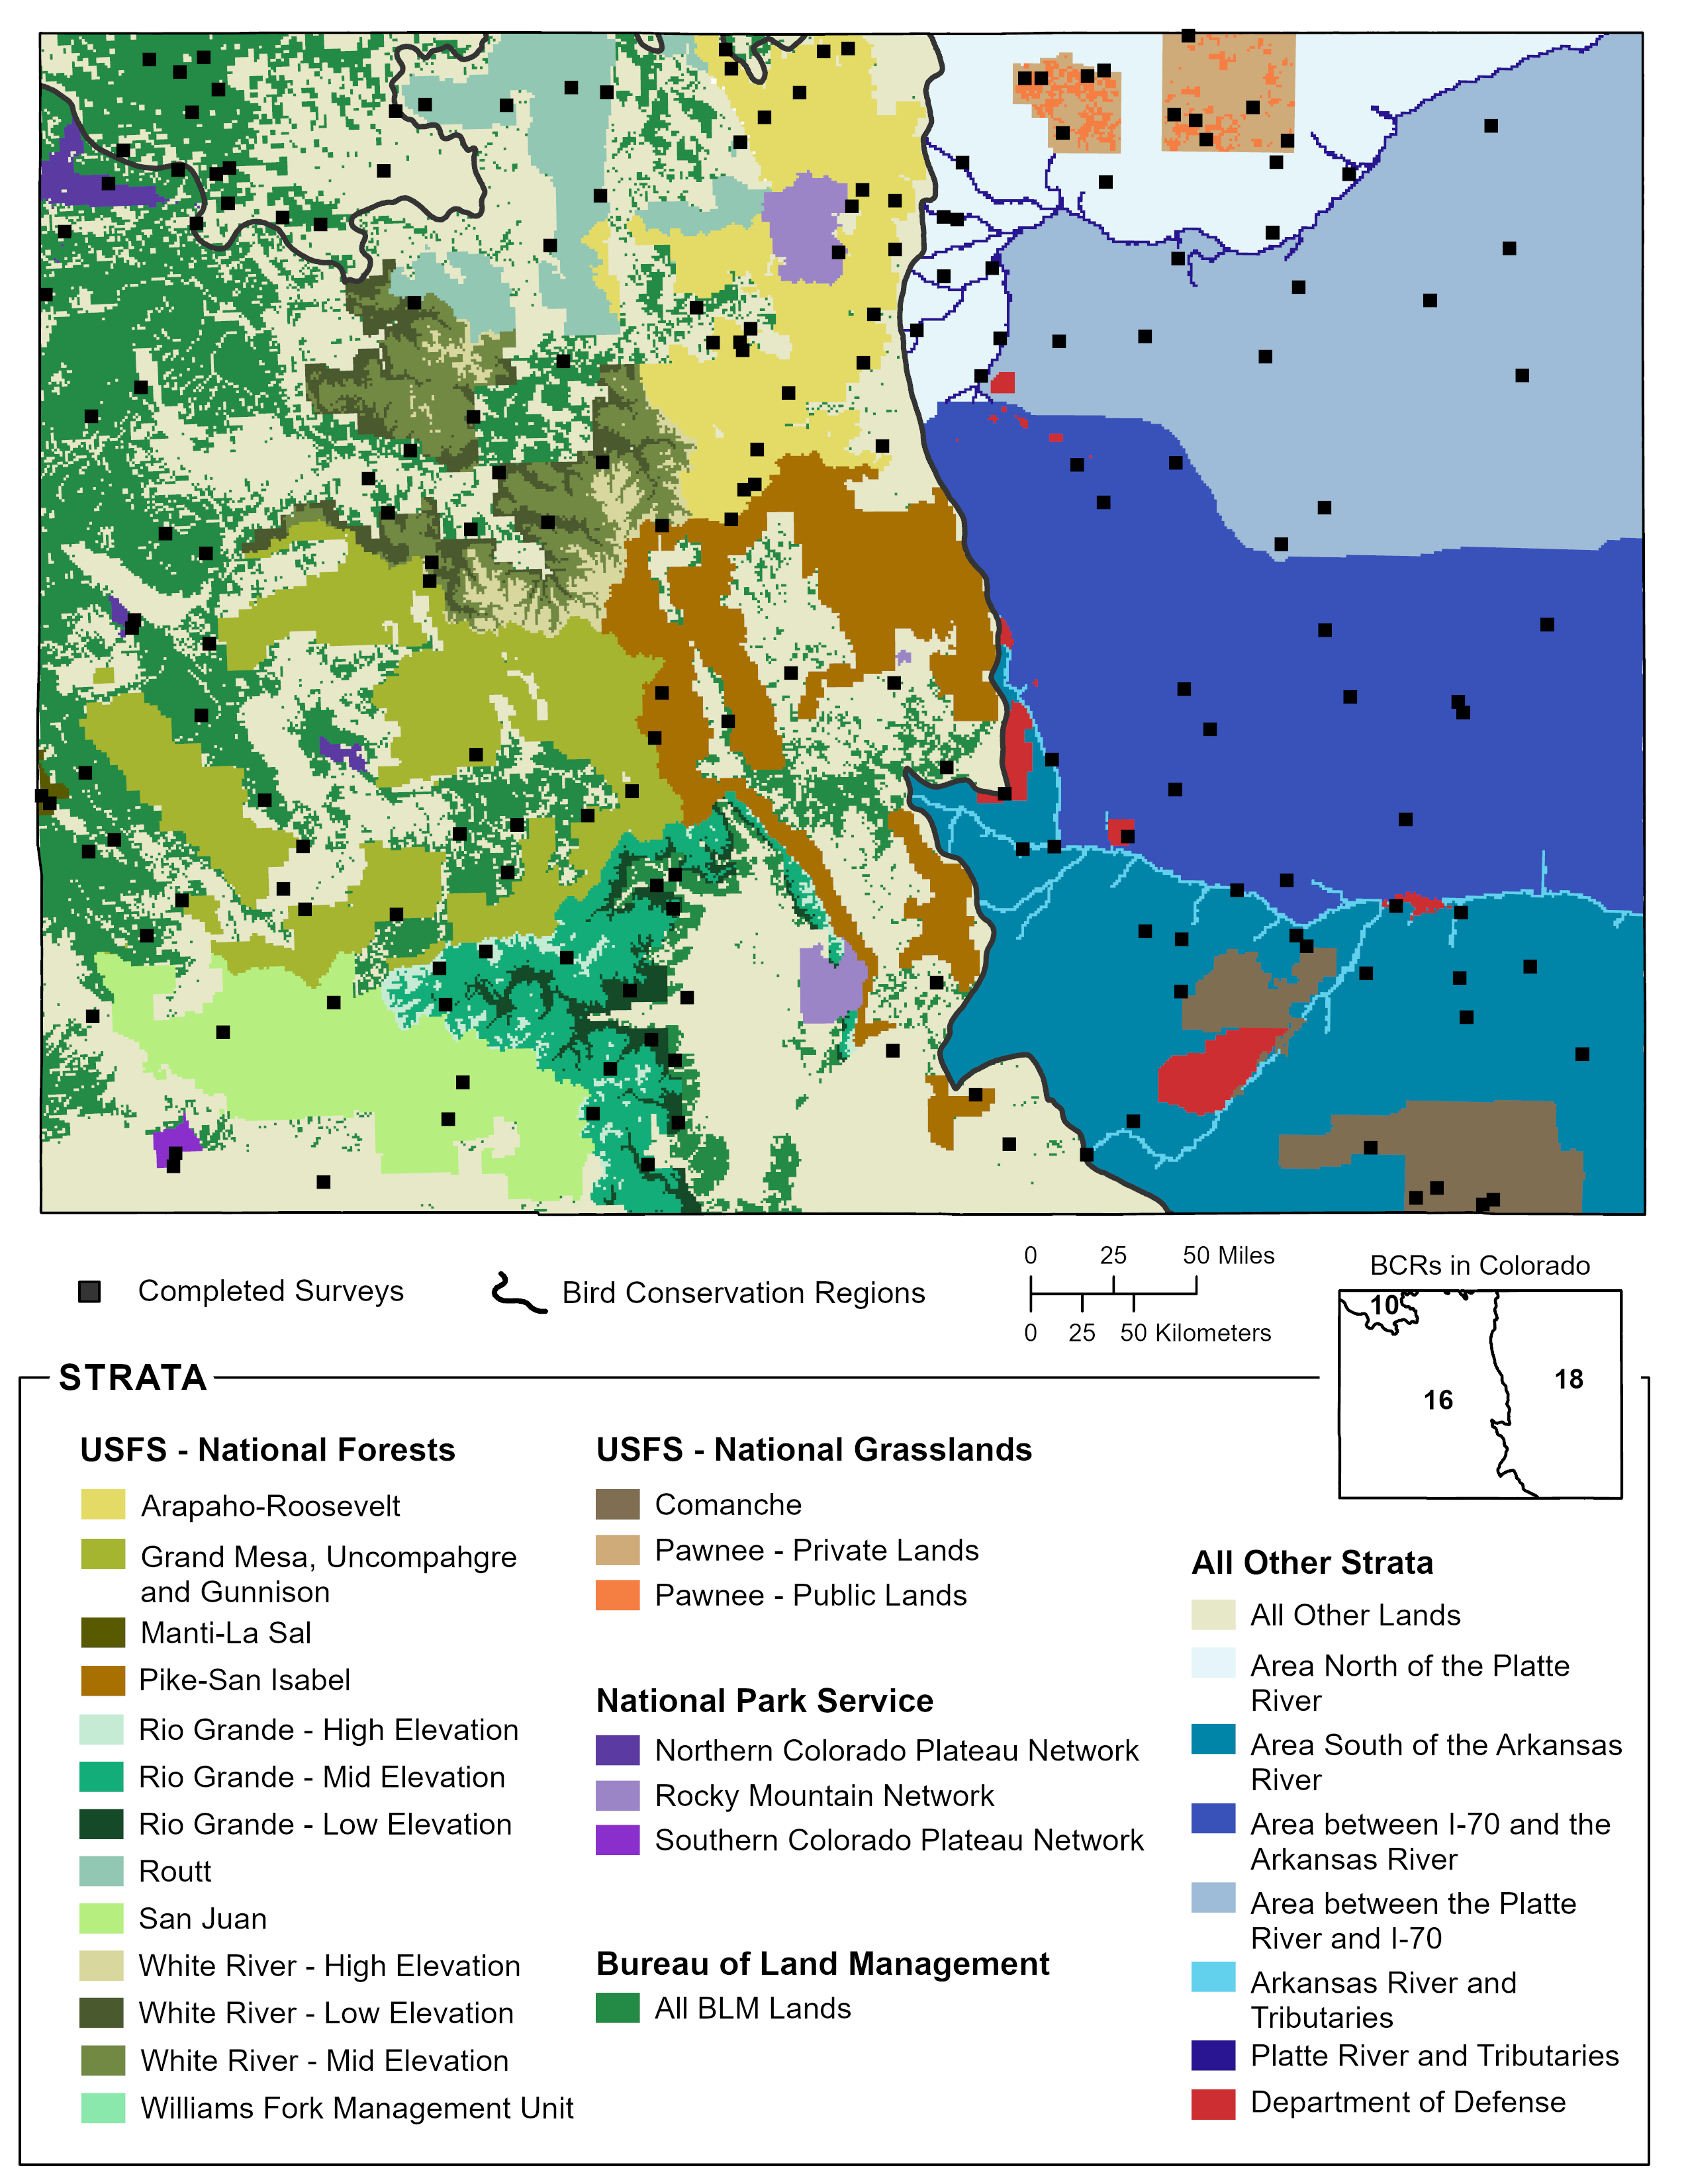 0 25 50 Miles
0 25 50 Kilometers
Completed Surveys
Bird Conservation Regions
BCRs in Colorado
10
16
18
STRATA
USFS - National Forests
Arapaho-Roosevelt
Grand Mesa, Uncompahgre
and Gunnison
Manti-La Sal
Pike-San Isabel
Rio Grande - High Elevation
Rio Grande - Mid Elevation
Rio Grande - Low Elevation
Routt
San Juan
White River - High Elevation
White River - Low Elevation
White River - Mid Elevation
Williams Fork Management Unit
USFS - National Grasslands
Comanche
Pawnee - Private Lands
Pawnee - Public Lands
National Park Service
Northern Colorado Plateau Network
Rocky Mountain Network
Southern Colorado Plateau Network
Bureau of Land Management
All BLM Lands
All Other Strata
All Other Lands
Area North of the Platte
River
Area South of the Arkansas
River
Area between I-70 and the
Arkansas River
Area between the Platte
River and I-70
Arkansas River and
Tributaries
Platte River and Tributaries
Department of Defense